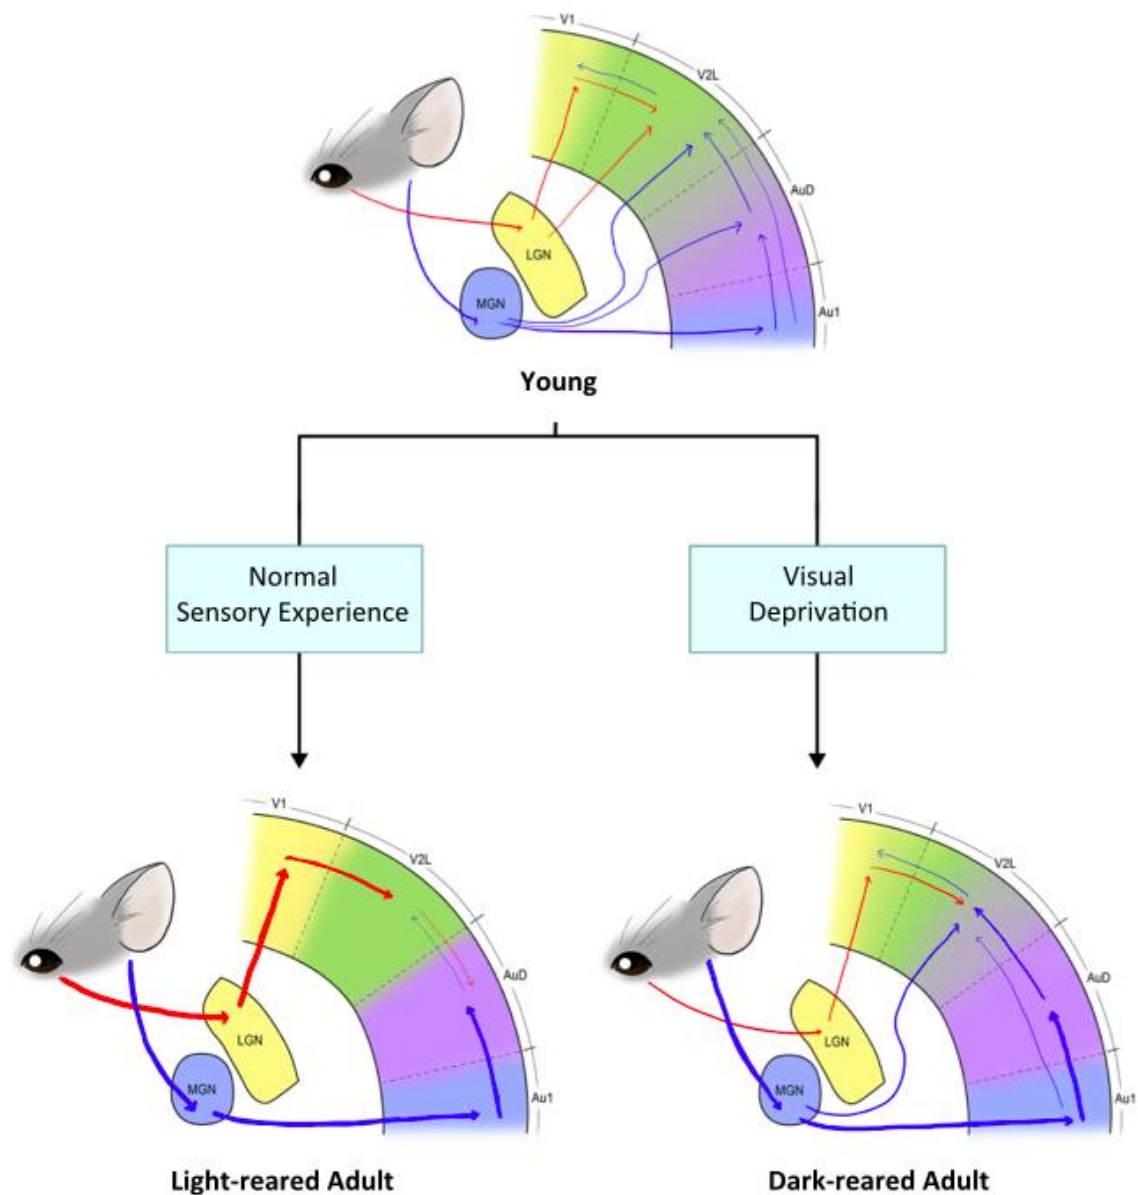 V1
V2L
AuD
LGN
MGN
Au1
Young
Normal
Sensory Experience
Visual
Deprivation
V1
V2L
AuD
LGN
MGN
Au1
Light-reared Adult
V1
V2L
AuD
LGN
MGN
Au1
Dark-reared Adult